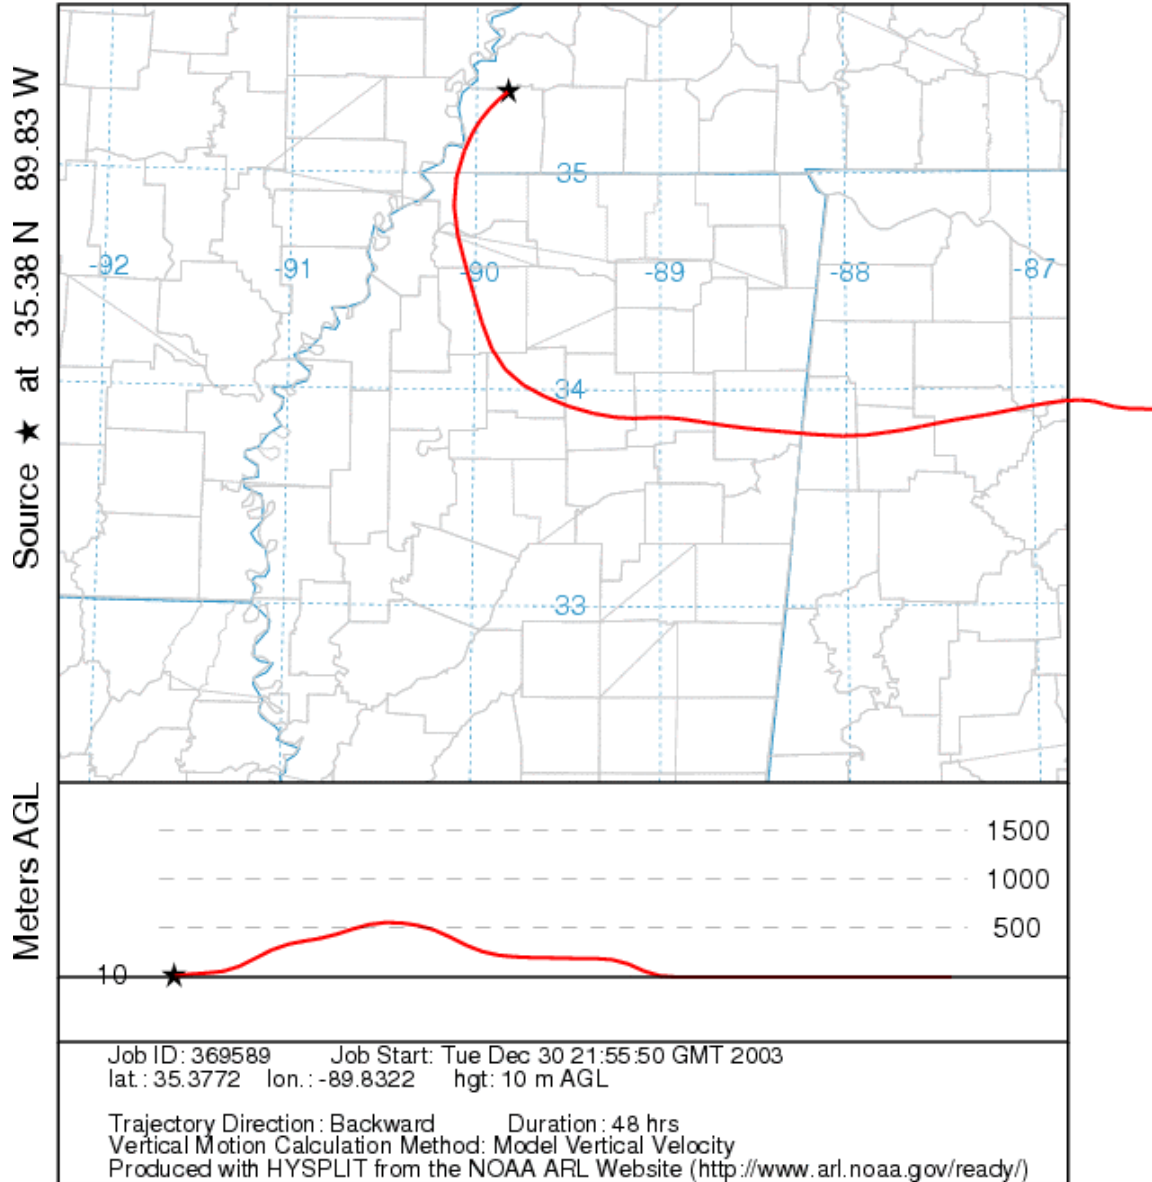 Source ★ at 35.38 N 89.83 W
35
-92
-91
-90
-89
-88
-87
34
33
Meters AGL
1500
1000
500
10
Job ID: 369589 Job Start: Tue Dec 30 21:55:50 GMT 2003
lat.: 35.3772 lon.: -89.8322 hgt: 10 m AGL
Trajectory Direction: Backward Duration: 48 hrs
Vertical Motion Calculation Method: Model Vertical Velocity
Produced with HYSPLIT from the NOAA ARL Website (http://www.arl.noaa.gov/ready/)